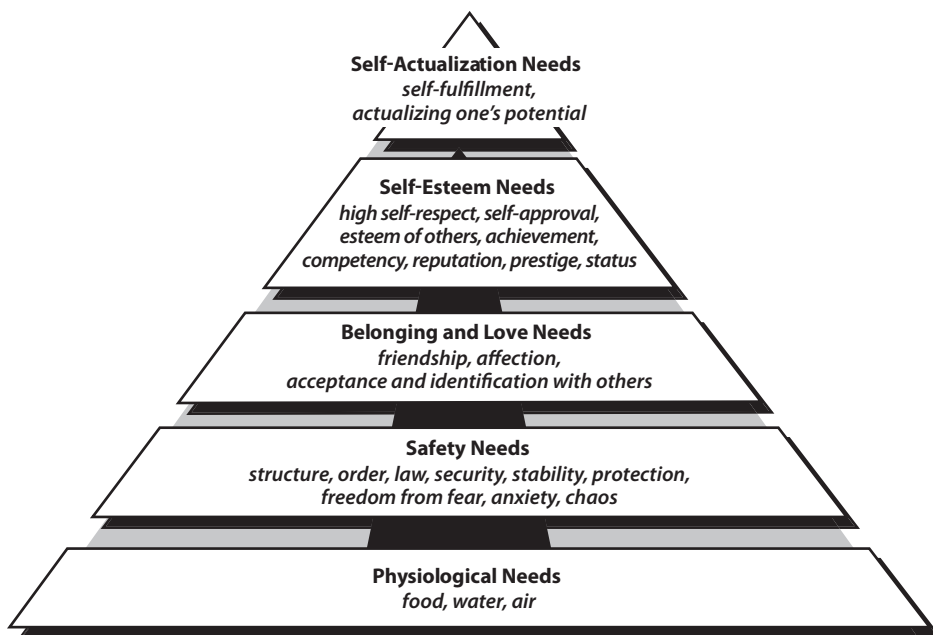 Self-Actualization Needs
self-fulfillment,
actualizing one's potential
Self-Esteem Needs
high self-respect, self-approval,
esteem of others, achievement,
competency, reputation, prestige, status
Belonging and Love Needs
friendship, affection,
acceptance and identification with others
Safety Needs
structure, order, law, security, stability, protection,
freedom from fear, anxiety, chaos
Physiological Needs
food, water, air